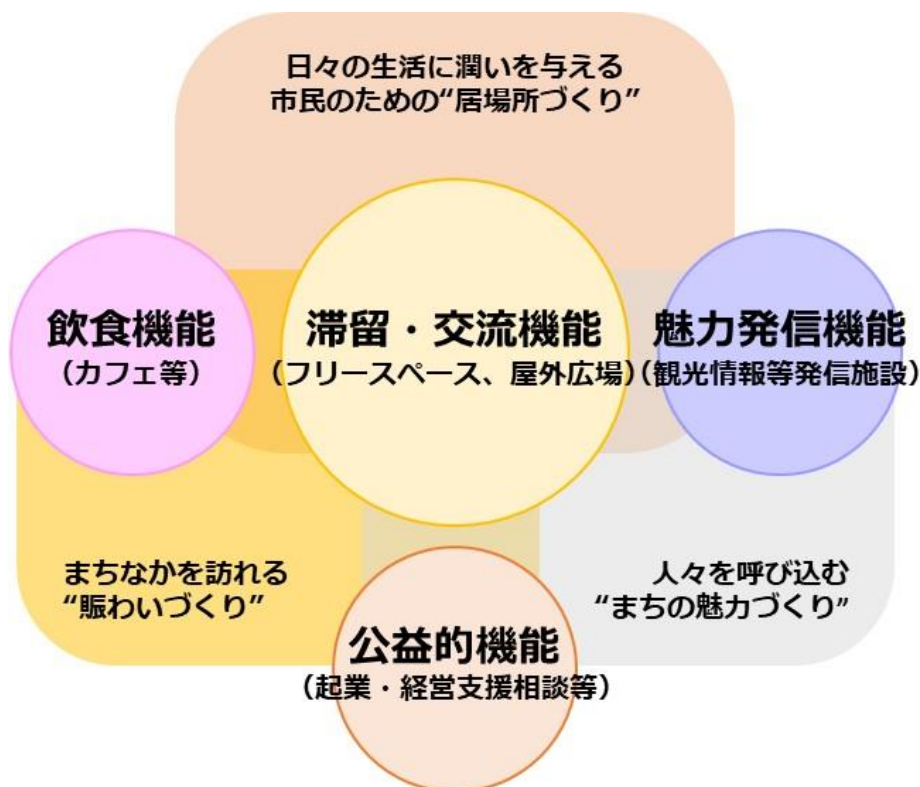 日々の生活に潤いを与える
市民のための“居場所づくり”
飲食機能
（カフェ等）
滞留・交流機能
（フリースペース、屋外広場）
魅力発信機能
（観光情報等発信施設）
まちなかを訪れる
“賑わいづくり”
人々を呼び込む
“まちの魅力づくり”
公益的機能
（起業・経営支援相談等）